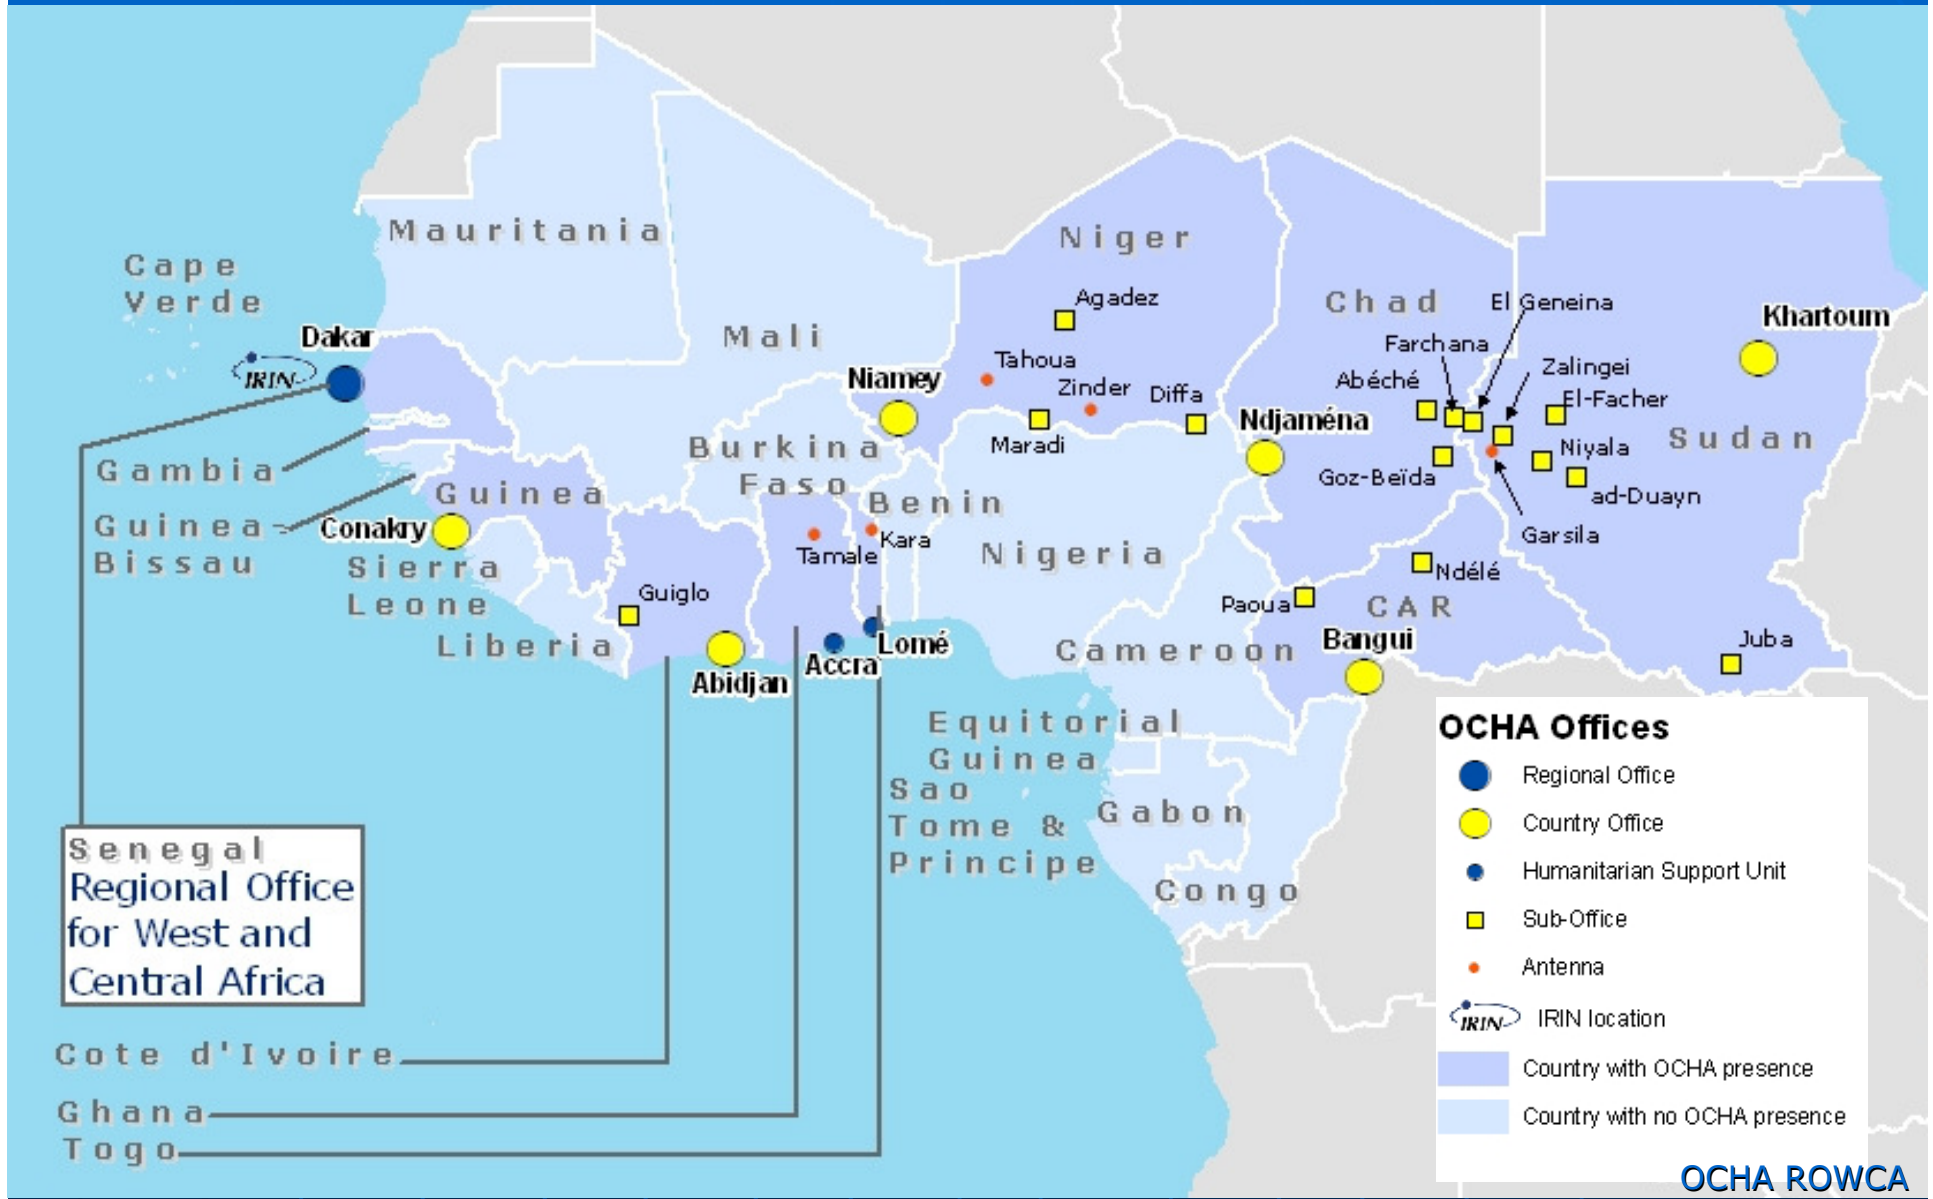 Mauritania
Cape
Verde
Niger
Agadez
Chad
El Geneina
Khartoum
Dakar
IRIN
Mali
Farchana
Tahoua
Zinder
Diffa
Abéché
Zalingei
Niamey
El-Facher
Ndjaména
Maradi
Burkina
Faso
Sudan
Niyala
Goz-Beïda
ad-Duayn
Gambia
Guinea
Benin
Guinea-
Bissau
Conakry
Garsila
Kara
Tamale
Nigeria
Sierra
Leone
Ndélé
Guiglo
Paoua
CAR
Liberia
Lomé
Accra
Cameroon
Bangui
Juba
Abidjan
Equitorial
Guinea
Sao
Tome &
Principe
Gabon
Congo
Senegal
Regional Office
for West and
Central Africa
Cote d'Ivoire
Ghana
Togo
OCHA Offices
Regional Office
Country Office
Humanitarian Support Unit
Sub-Office
Antenna
IRIN IRIN location
Country with OCHA presence
Country with no OCHA presence
OCHA ROWCA